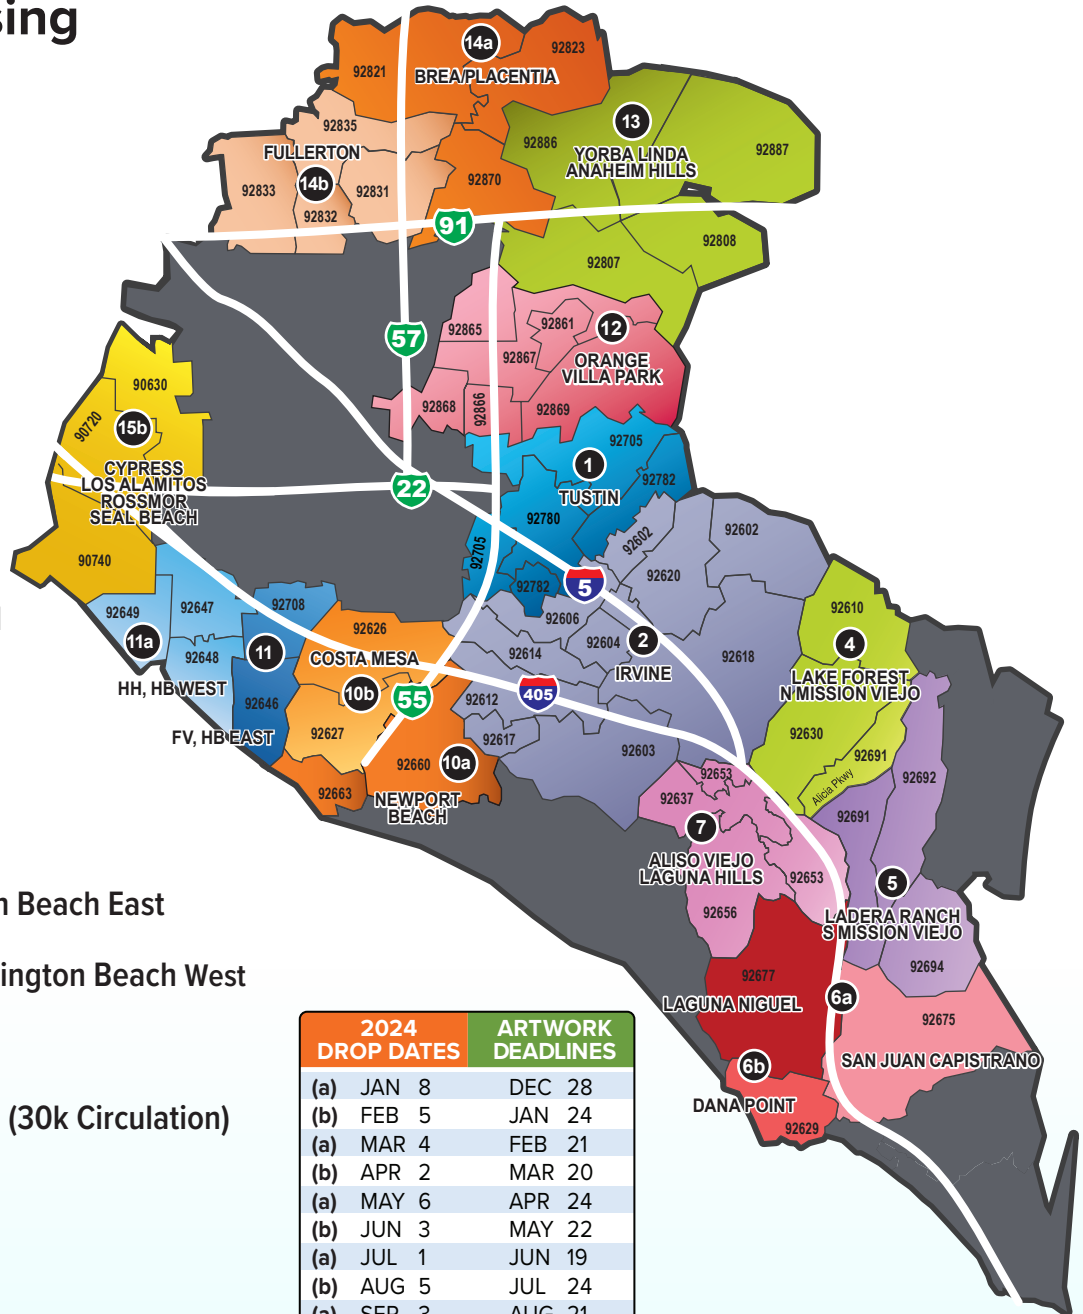 sing
14a
92823
92821
BREA/PLACENTIA
92835
13
92886
92887
FULLERTON
YORBA LINDA
ANAHEIM HILLS
92833
14b
92831
92870
92832
91
92808
92807
92865
92861
12
57
92867
ORANGE
VILLA PARK
90630
92868
92866
92869
90720
15b
92705
1
CYPRESS
LOS ALAMITOS
ROSSMOR
SEAL BEACH
92782
TUSTIN
22
92780
92602
92602
92705
90740
92620
92782
5
92649
92647
92708
92606
92610
11a
92626
92604
2
4
92648
11
COSTA MESA
92614
92618
IRVINE
LAKE FOREST
N MISSION VIEJO
HH, HB WEST
10b
55
405
92646
92612
FV, HB EAST
92627
92617
92603
92630
92691
92660
10a
92653
92692
92663
NEWPORT
BEACH
92637
Alicia Pkwy
92691
7
ALISO VIEJO
LAGUNA HILLS
92653
5
n Beach East
92656
LADERA RANCH
S MISSION VIEJO
ington Beach West
92677
92694
LAGUNA NIGUEL
6a
92675
6b
SAN JUAN CAPISTRANO
DANA POINT
92629
(30k Circulation)
2024 ARTWORK
DROP DATES DEADLINES
(a) JAN 8 DEC 28
(b) FEB 5 JAN 24
(a) MAR 4 FEB 21
(b) APR 2 MAR 20
(a) MAY 6 APR 24
(b) JUN 3 MAY 22
(a) JUL 1 JUN 19
(b) AUG 5 JUL 24
(a) SEP 3 AUG 21